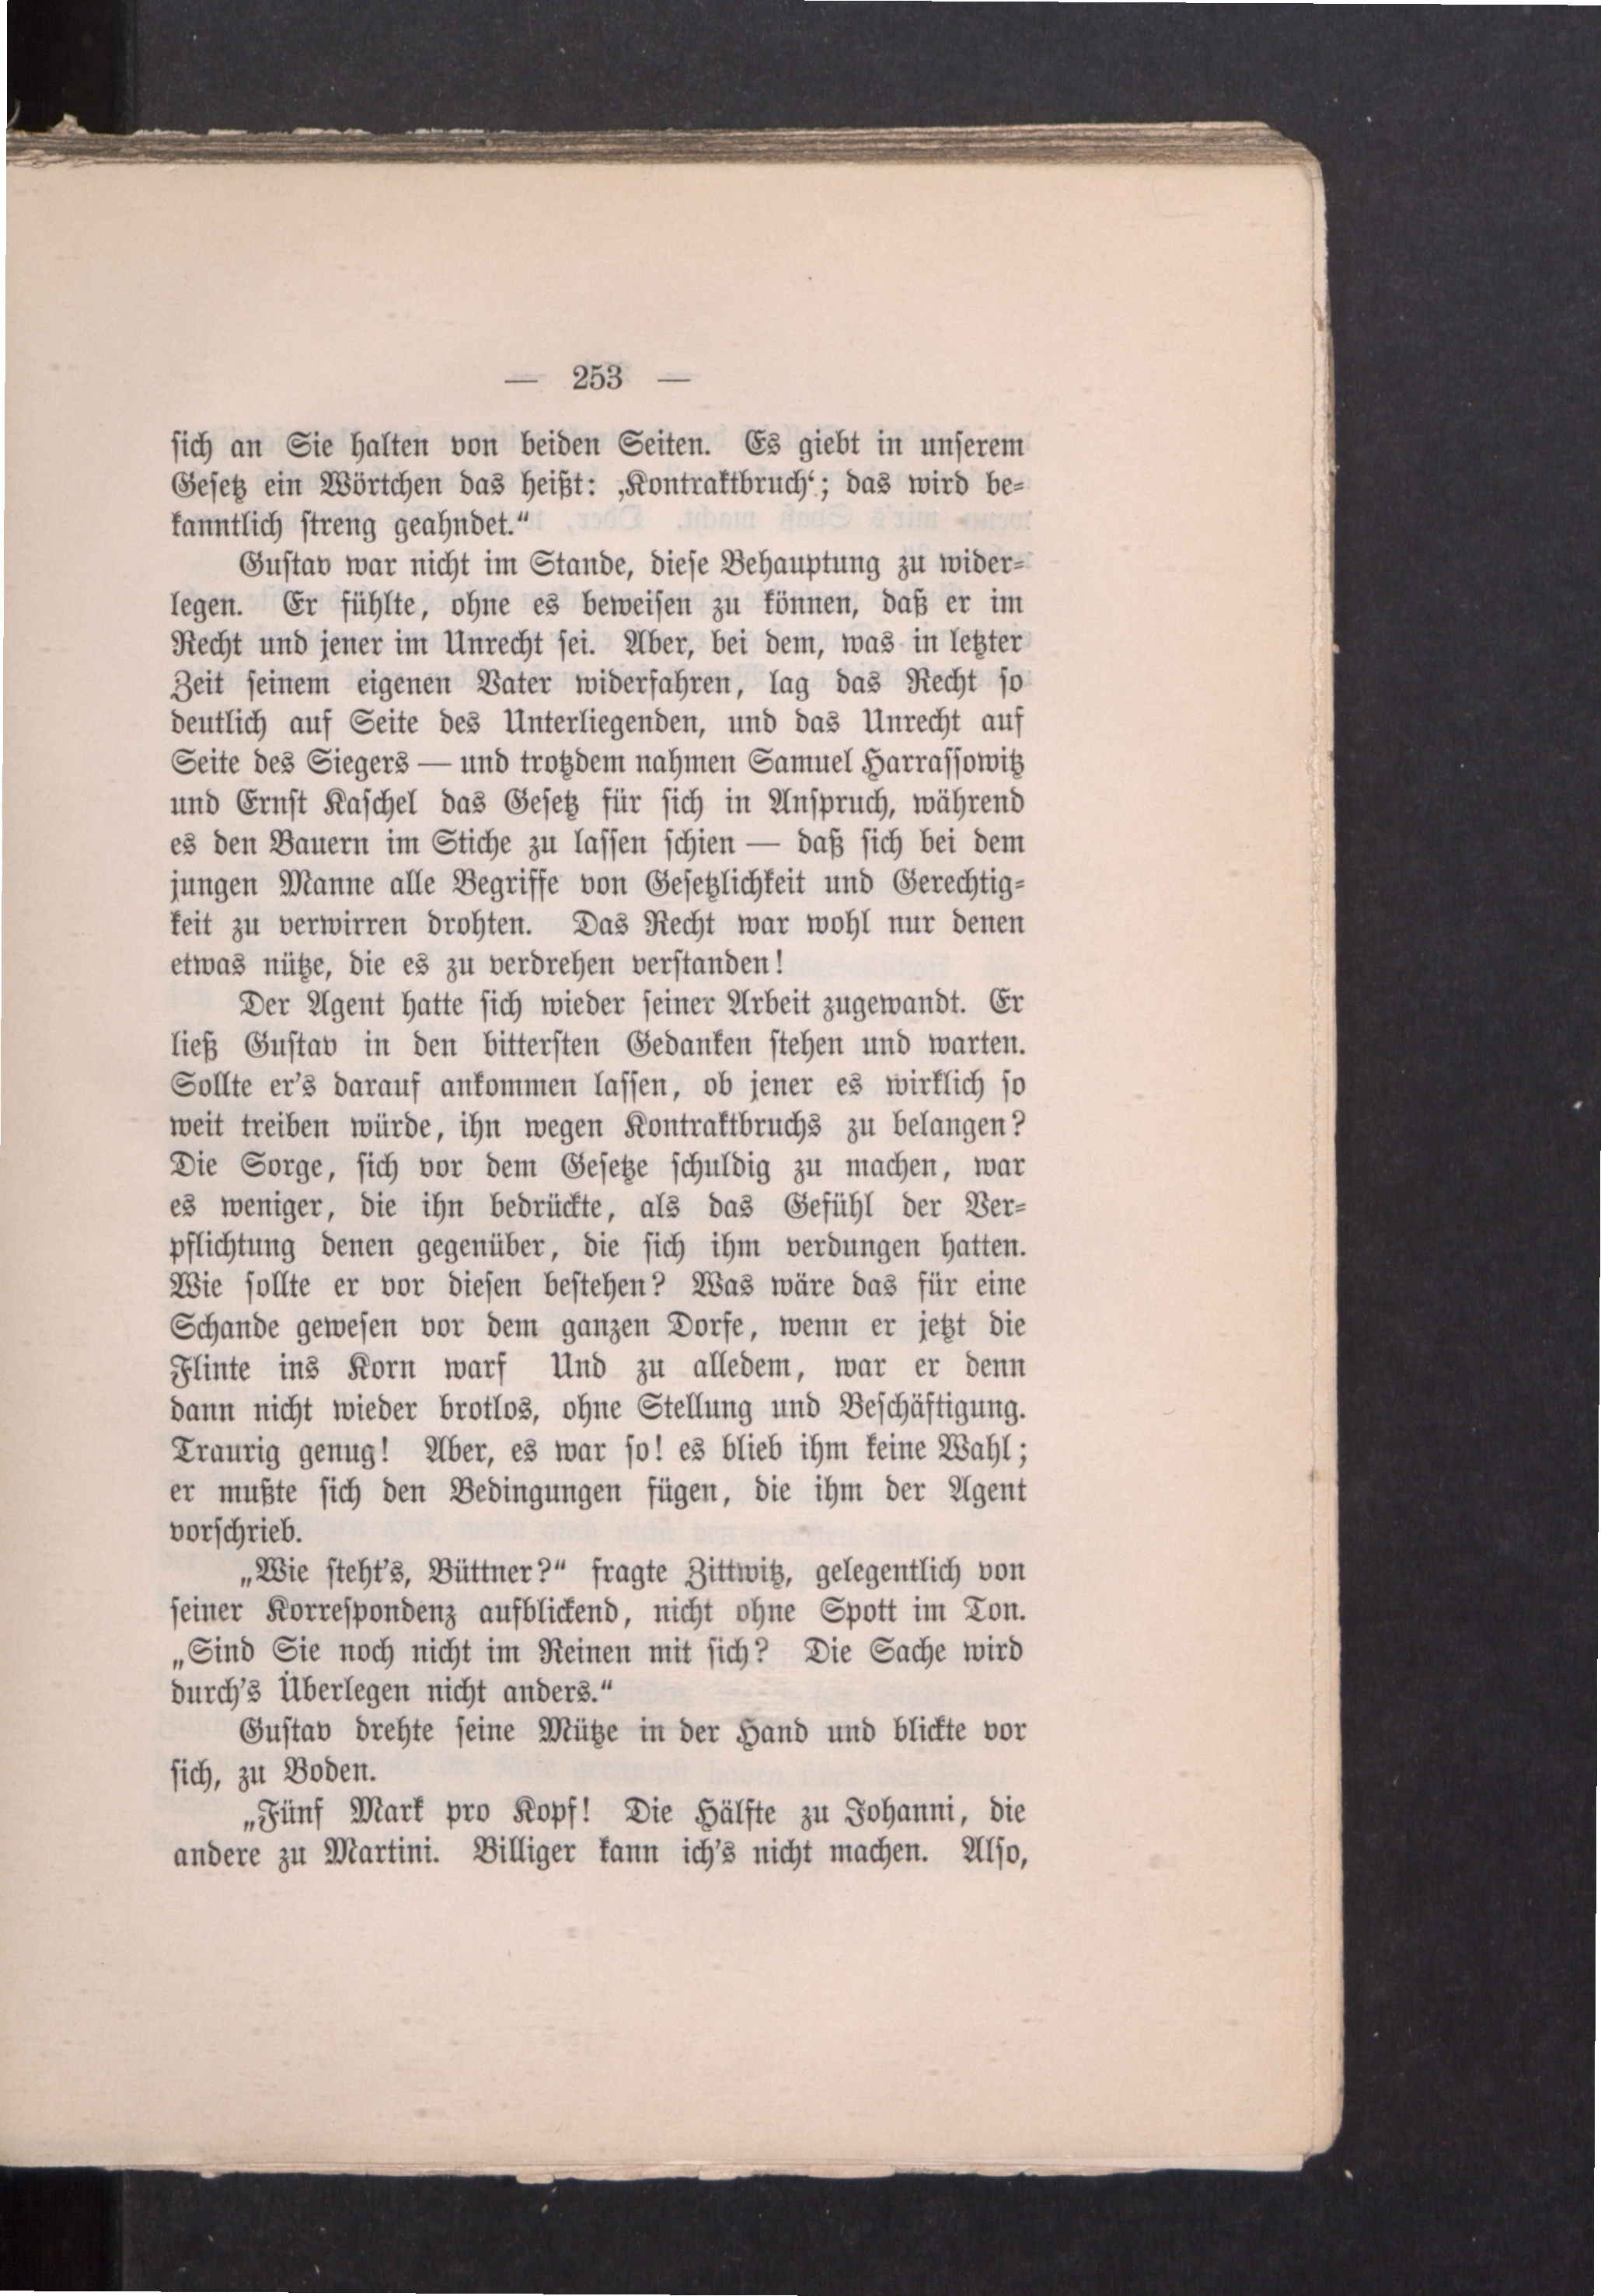 — 253 —
sich an Sie halten von beiden Seiten. Es giebt in unserem
Gesetz ein Wörtchen das heißt: ‚Kontraktbruch‘; das wird be-
kanntlich streng geahndet.“
Gustav war nicht im Stande, diese Behauptung zu wider-
legen. Er fühlte, ohne es beweisen zu können, daß er im
Recht und jener im Unrecht sei. Aber, bei dem, was in letzter
Zeit seinem eigenen Vater widerfahren, lag das Recht so
deutlich auf Seite des Unterliegenden, und das Unrecht auf
Seite des Siegers — und trotzdem nahmen Samuel Harrassowitz
und Ernst Kaschel das Gesetz für sich in Anspruch, während
es den Bauern im Stiche zu lassen schien — daß sich bei dem
jungen Manne alle Begriffe von Gesetzlichkeit und Gerechtig-
keit zu verwirren drohten. Das Recht war wohl nur denen
etwas nütze, die es zu verdrehen verstanden!
Der Agent hatte sich wieder seiner Arbeit zugewandt. Er
ließ Gustav in den bittersten Gedanken stehen und warten.
Sollte er's darauf ankommen lassen, ob jener es wirklich so
weit treiben würde, ihn wegen Kontraktbruchs zu belangen?
Die Sorge, sich vor dem Gesetze schuldig zu machen, war
es weniger, die ihn bedrückte, als das Gefühl der Ver-
pflichtung denen gegenüber, die sich ihm verdungen hatten.
Wie sollte er vor diesen bestehen? Was wäre das für eine
Schande gewesen vor dem ganzen Dorfe, wenn er jetzt die
Flinte ins Korn warf Und zu alledem, war er denn
dann nicht wieder brotlos, ohne Stellung und Beschäftigung.
Traurig genug! Aber, es war so! es blieb ihm keine Wahl;
er mußte sich den Bedingungen fügen, die ihm der Agent
vorschrieb.
„Wie steht's, Büttner?“ fragte Zittwitz, gelegentlich von
seiner Korrespondenz aufblickend, nicht ohne Spott im Ton.
„Sind Sie noch nicht im Reinen mit sich? Die Sache wird
durch's Überlegen nicht anders.“
Gustav drehte seine Mütze in der Hand und blickte vor
sich, zu Boden.
„Fünf Mark pro Kopf! Die Hälfte zu Johanni, die
andere zu Martini. Billiger kann ich's nicht machen. Also,